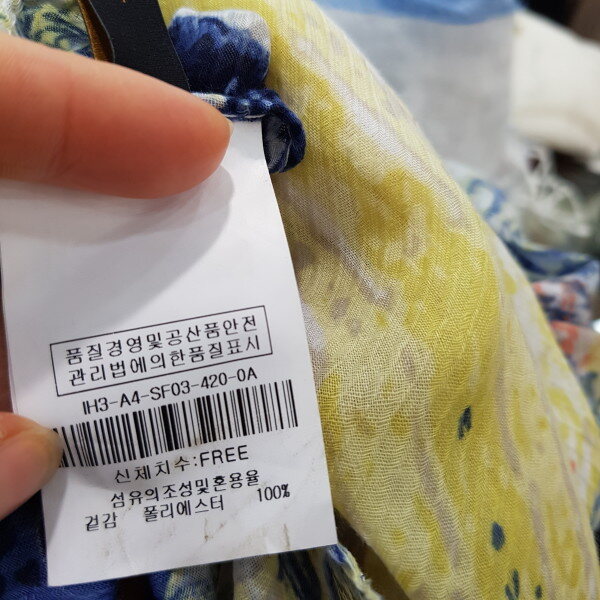 품질경영및공산품안전
관리법에의한품질표시
IH3-A4-SF03-420-0A
신체치수:FREE
섬유의조성및혼용율
겉감 폴리에스터 100%